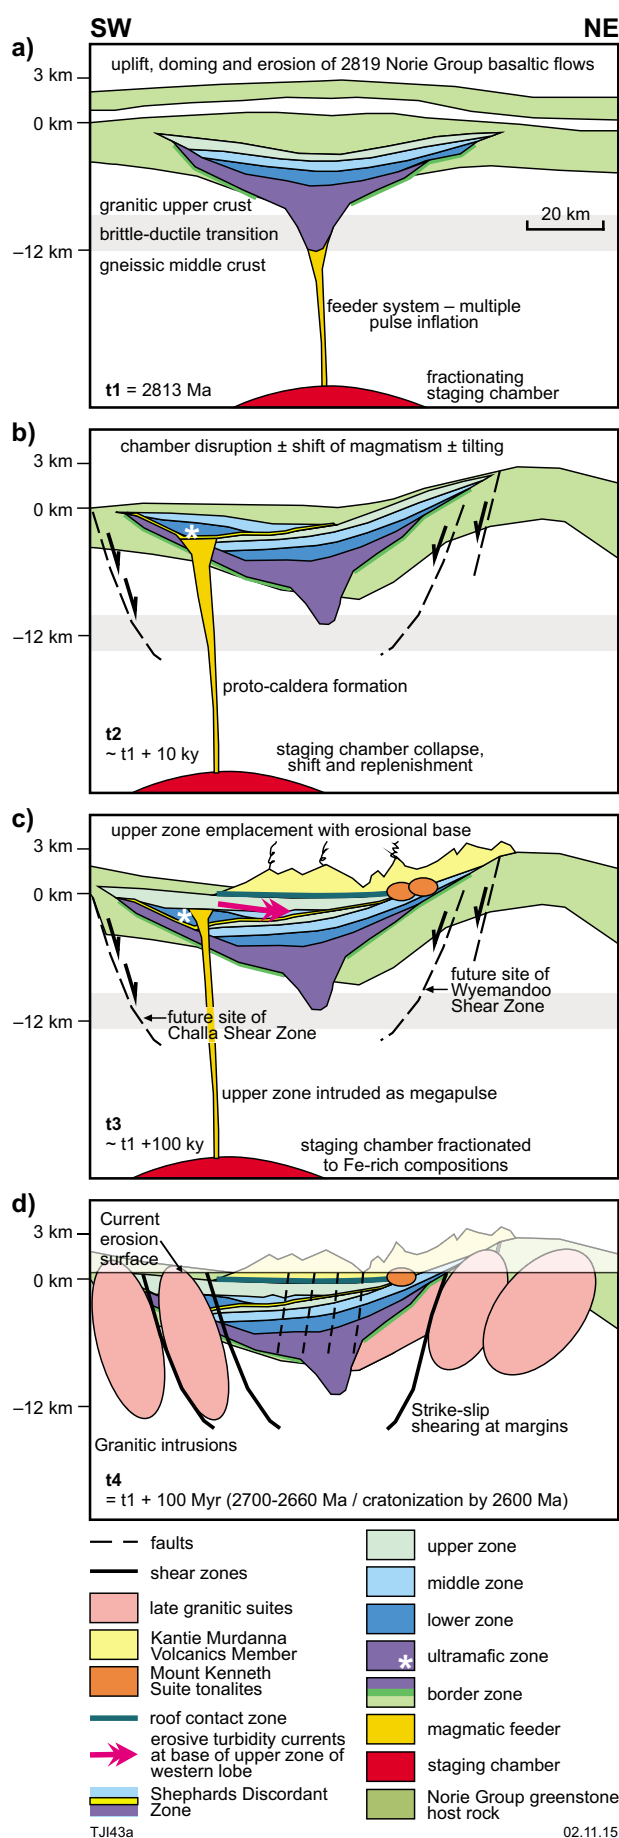 SW NE
a)
3 km
uplift, doming and erosion of 2819 Norie Group basaltic flows
0 km
granitic upper crust
20 km
brittle-ductile transition
–12 km
gneissic middle crust
feeder system – multiple
pulse inflation
fractionating
staging chamber
t1 = 2813 Ma
b)
chamber disruption ± shift of magmatism ± tilting
3 km
0 km
*
–12 km
proto-caldera formation
t2
~ t1 + 10 ky
staging chamber collapse,
shift and replenishment
c)
upper zone emplacement with erosional base
3 km
0 km
*
future site of
Wyemandoo
Shear Zone
–12 km
future site of
Challa Shear Zone
upper zone intruded as megapulse
t3
~ t1 +100 ky
staging chamber fractionated
to Fe-rich compositions
d)
Current
erosion
surface
3 km
0 km
–12 km
Strike-slip
shearing at margins
Granitic intrusions
t4
= t1 + 100 Myr (2700-2660 Ma / cratonization by 2600 Ma)
faults
shear zones
late granitic suites
Kantie Murdanna
Volcanics Member
Mount Kenneth
Suite tonalites
roof contact zone
erosive turbidity currents
at base of upper zone of
western lobe
Shephards Discordant
Zone
upper zone
middle zone
lower zone
ultramafic zone
*
border zone
magmatic feeder
staging chamber
Norie Group greenstone
host rock
TJI43a
02.11.15